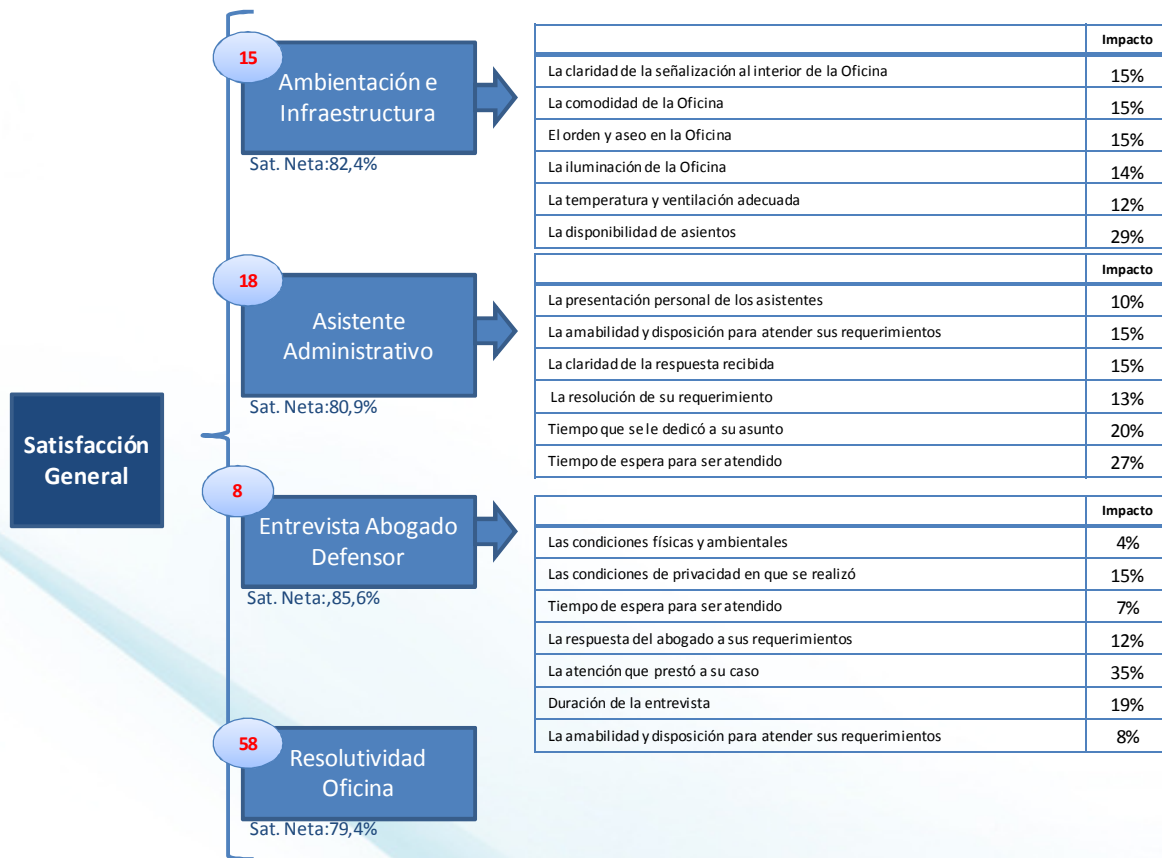 Satisfacción
General
15
Ambientación e
Infraestructura
Sat. Neta:82,4%
Impacto
La claridad de la señalización al interior de la Oficina 15%
La comodidad de la Oficina 15%
El orden y aseo en la Oficina 15%
La iluminación de la Oficina 14%
La temperatura y ventilación adecuada 12%
La disponibilidad de asientos 29%
18
Asistente
Administrativo
Sat. Neta:80,9%
Impacto
La presentación personal de los asistentes 10%
La amabilidad y disposición para atender sus requerimientos 15%
La claridad de la respuesta recibida 15%
La resolución de su requerimiento 13%
Tiempo que se le dedicó a su asunto 20%
Tiempo de espera para ser atendido 27%
8
Entrevista Abogado
Defensor
Sat. Neta:,85,6%
Impacto
Las condiciones físicas y ambientales 4%
Las condiciones de privacidad en que se realizó 15%
Tiempo de espera para ser atendido 7%
La respuesta del abogado a sus requerimientos 12%
La atención que prestó a su caso 35%
Duración de la entrevista 19%
La amabilidad y disposición para atender sus requerimientos 8%
58
Resolutividad
Oficina
Sat. Neta:79,4%